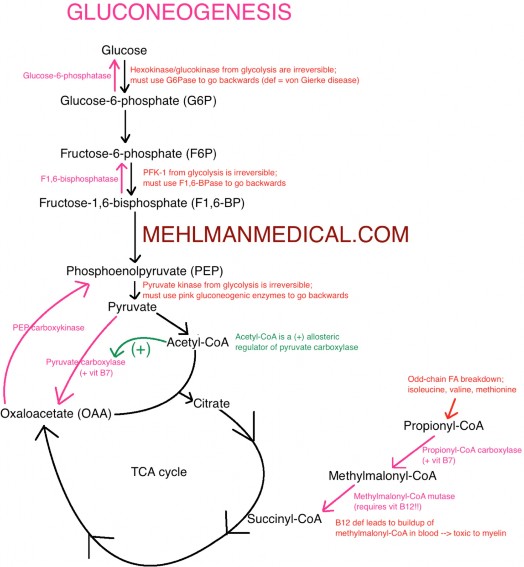 GLUCONEOGENESIS
Glucose
Glucose-6-phosphatase
Hexokinase/glucokinase from glycolysis are irreversible;
must use G6Pase to go backwards (def = von Gierke disease)
Glucose-6-phosphate (G6P)
Fructose-6-phosphate (F6P)
F1,6-bisphosphatase
PFK-1 from glycolysis is irreversible;
must use F1,6-BPase to go backwards
Fructose-1,6-bisphosphate (F1,6-BP)
MEHLMANMEDICAL.COM
Phosphoenolpyruvate (PEP)
Pyruvate kinase from glycolysis is irreversible;
must use pink gluconeogenic enzymes to go backwards
Pyruvate
PEP carboxykinase
Acetyl-CoA
Acetyl-CoA is a (+) allosteric
regulator of pyruvate carboxylase
(+)
Pyruvate carboxylase
(+ vit B7)
Odd-chain FA breakdown;
isoleucine, valine, methionine
Citrate
Oxaloacetate (OAA)
Propionyl-CoA
Propionyl-CoA carboxylase
(+ vit B7)
TCA cycle
Methylmalonyl-CoA
Methylmalonyl-CoA mutase
(requires vit B12!!)
Succinyl-CoA
B12 def leads to buildup of
methylmalonyl-CoA in blood --> toxic to myelin